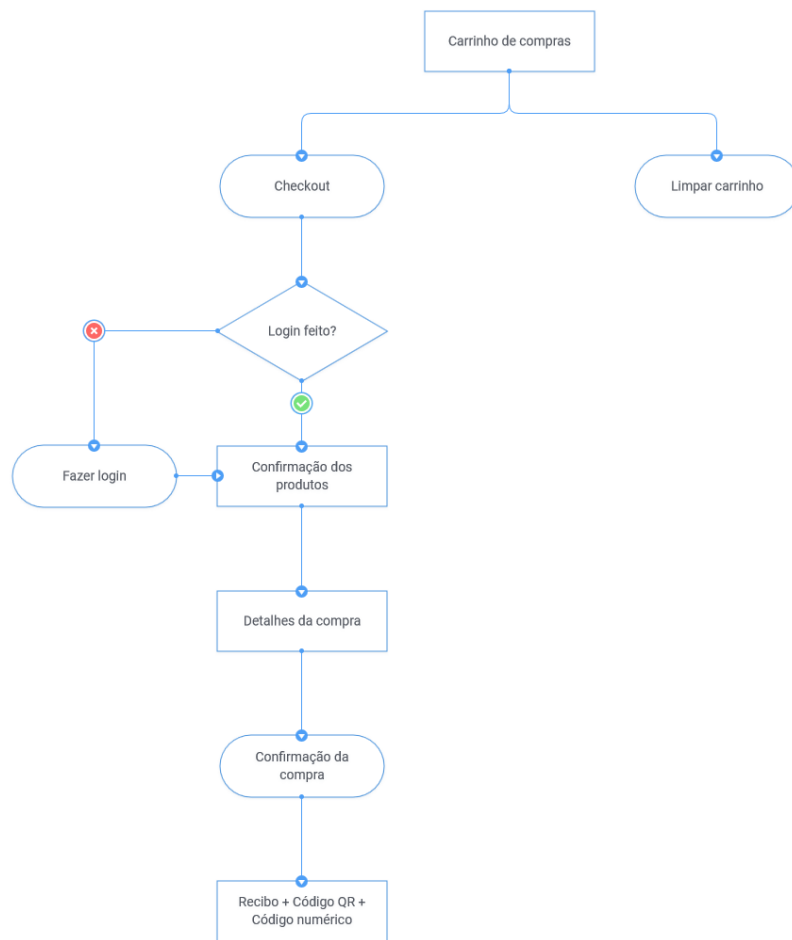 Carrinho de compras
Checkout
Limpar carrinho
Login feito?
Fazer login
Confirmação dos
produtos
Detalhes da compra
Confirmação da
compra
Recibo + Código QR +
Código numérico